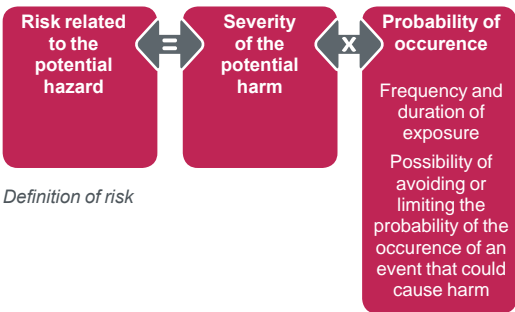 Risk related
to the
potential
hazard
=
Severity
of the
potential
harm
x
Probability of
occurence
Frequency and
duration of
exposure
Possibility of
avoiding or
limiting the
probability of the
occurence of an
event that could
cause harm
Definition of risk